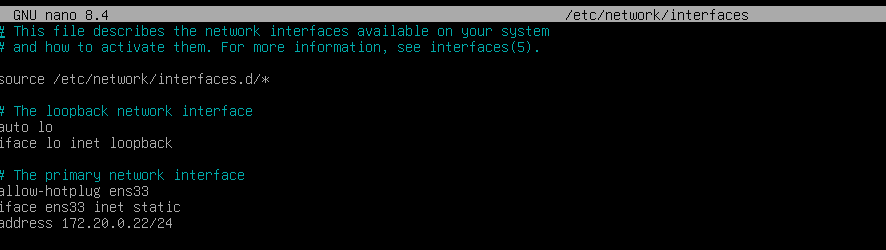 GNU nano 8.4 /etc/network/interfaces
# This file describes the network interfaces available on your system
# and how to activate them. For more information, see interfaces(5).
source /etc/network/interfaces.d/*
# The loopback network interface
auto lo
iface lo inet loopback
# The primary network interface
allow-hotplug ens33
iface ens33 inet static
address 172.20.0.22/24